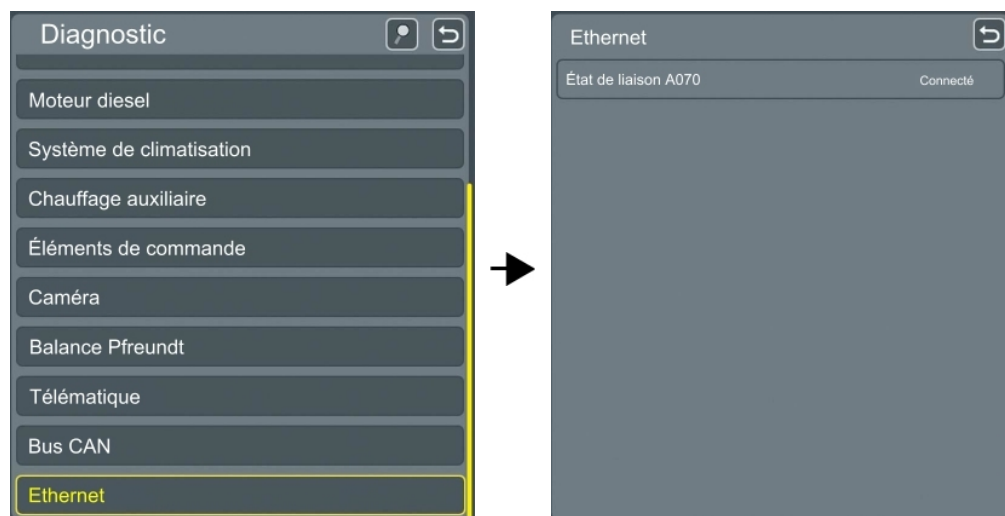 Diagnostic
Moteur diesel
Système de climatisation
Chauffage auxiliaire
Éléments de commande
Caméra
Balance Pfreundt
Télématique
Bus CAN
Ethernet
Ethernet
État de liaison A070 Connecté